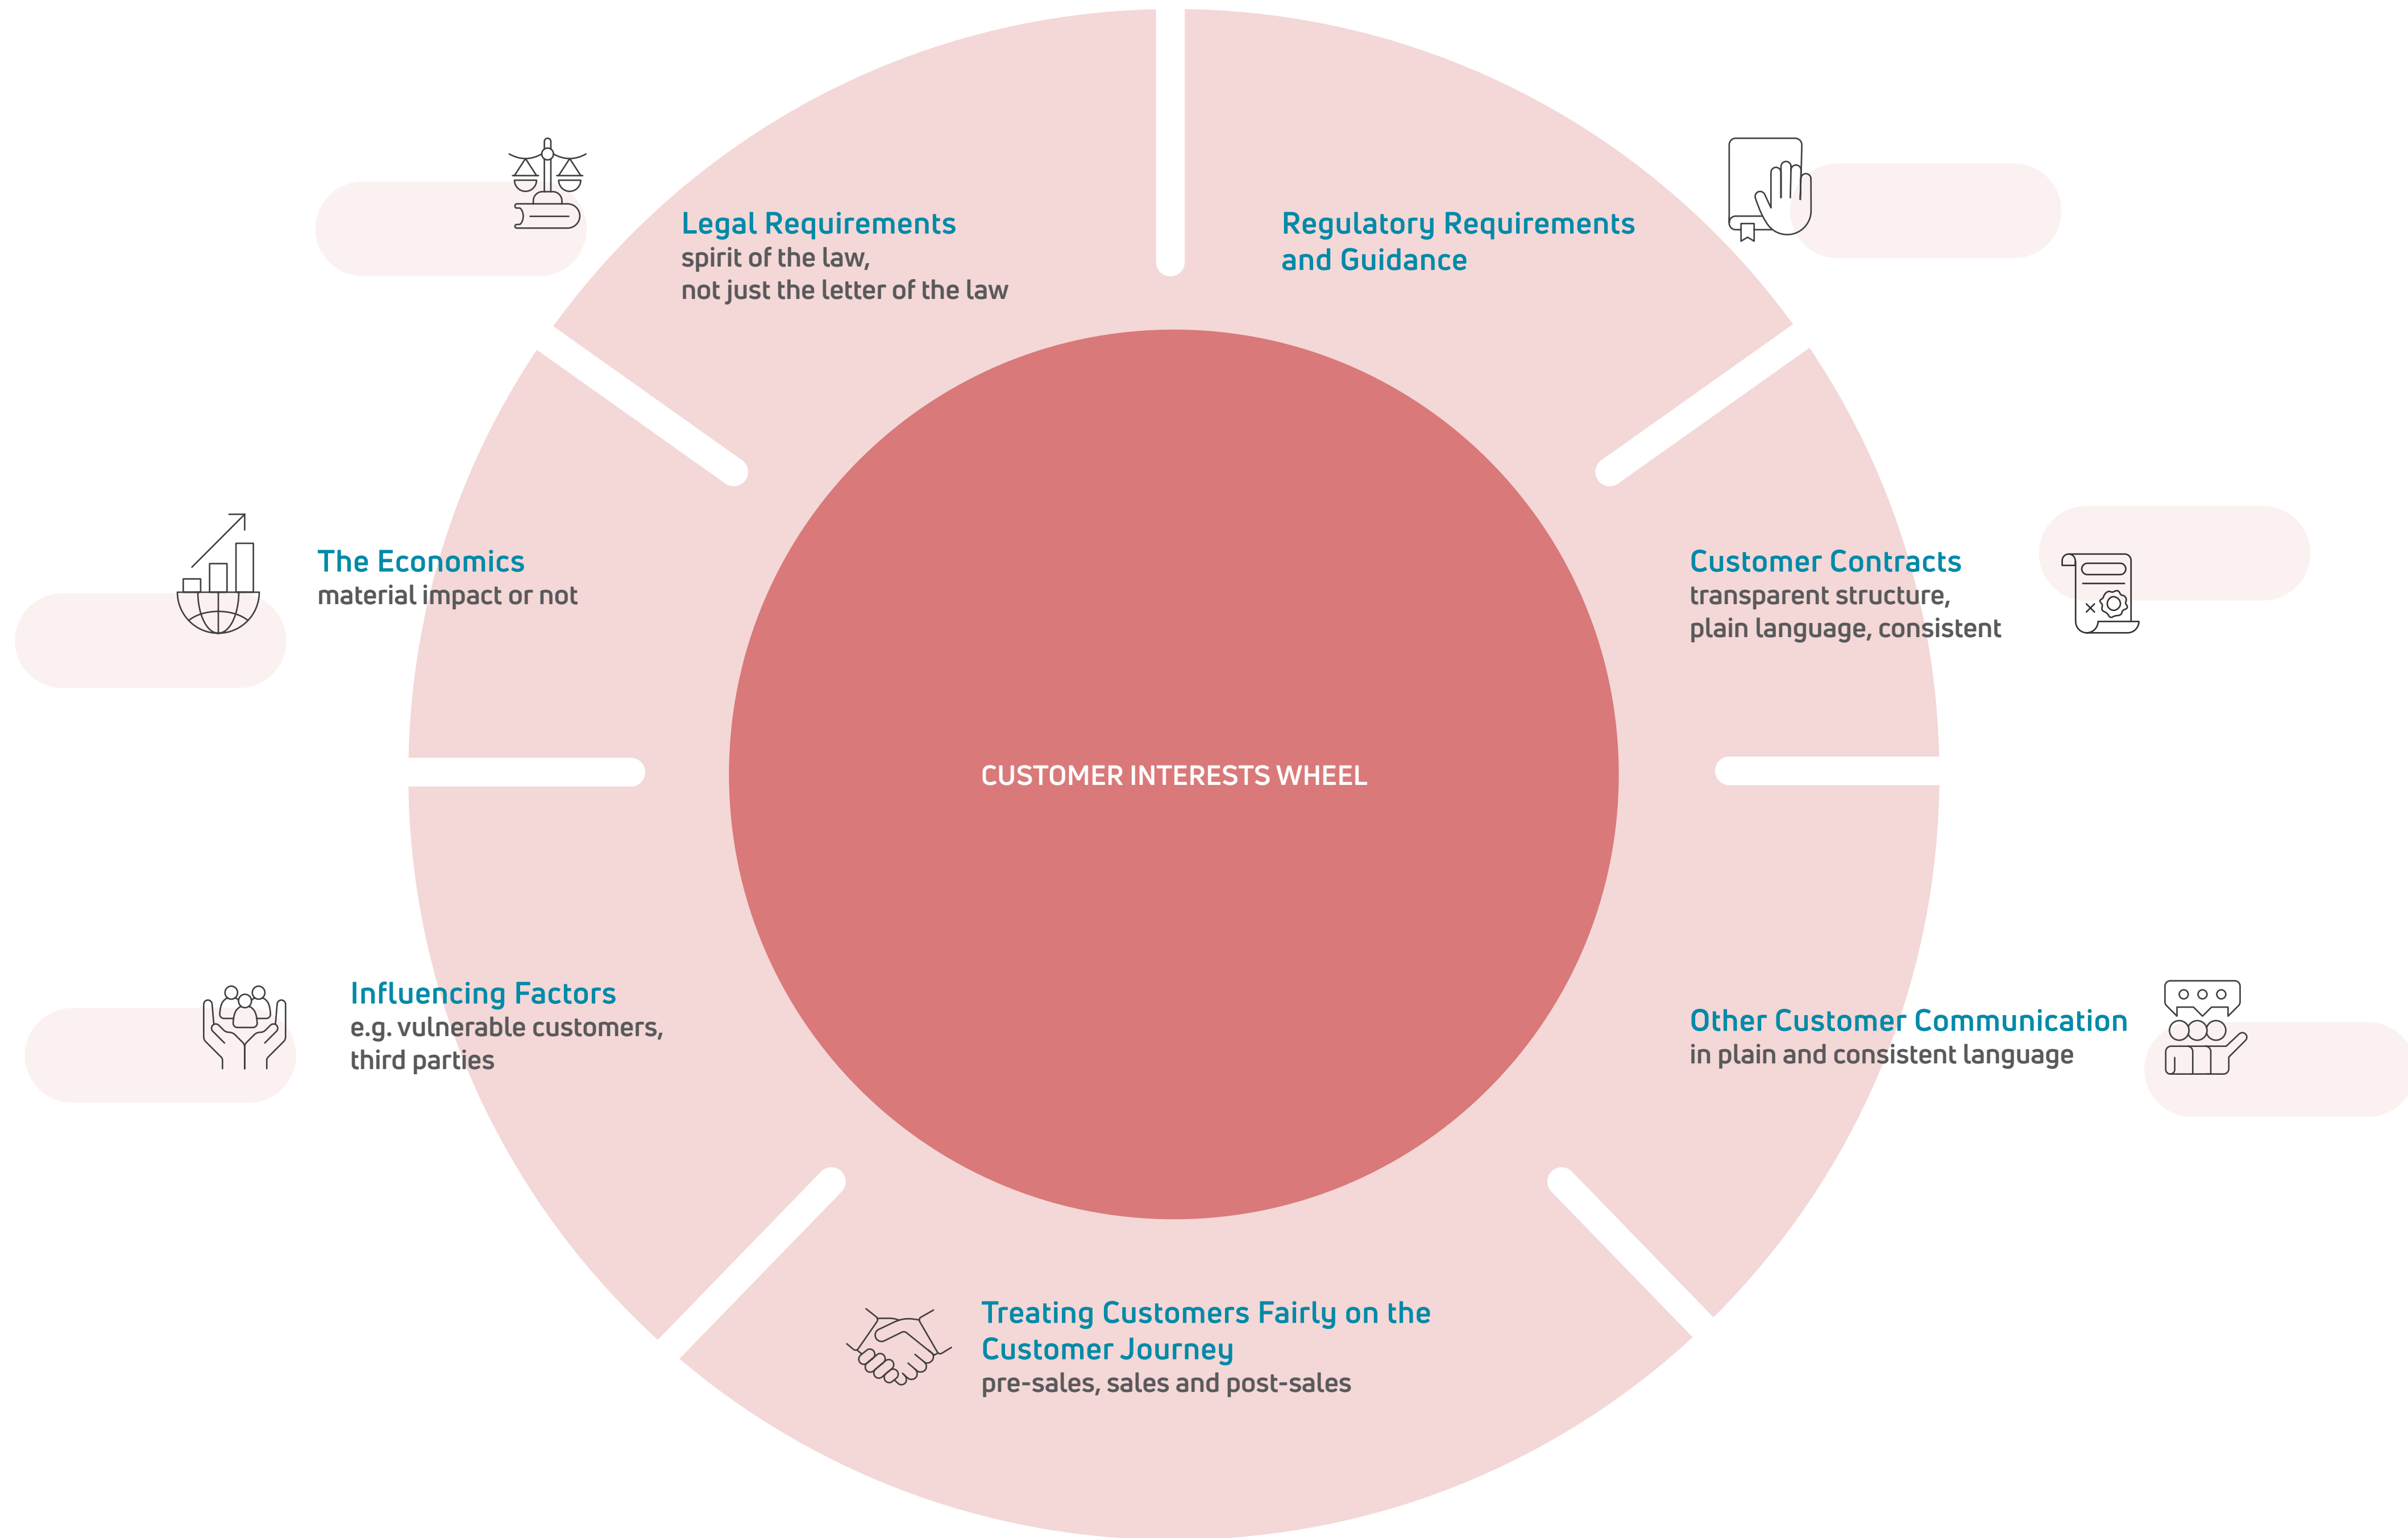 Legal Requirements
spirit of the law,
not just the letter of the law
Regulatory Requirements
and Guidance
The Economics
material impact or not
Customer Contracts
transparent structure,
plain language, consistent
CUSTOMER INTERESTS WHEEL
Influencing Factors
e.g. vulnerable customers,
third parties
Other Customer Communication
in plain and consistent language
Treating Customers Fairly on the
Customer Journey
pre-sales, sales and post-sales